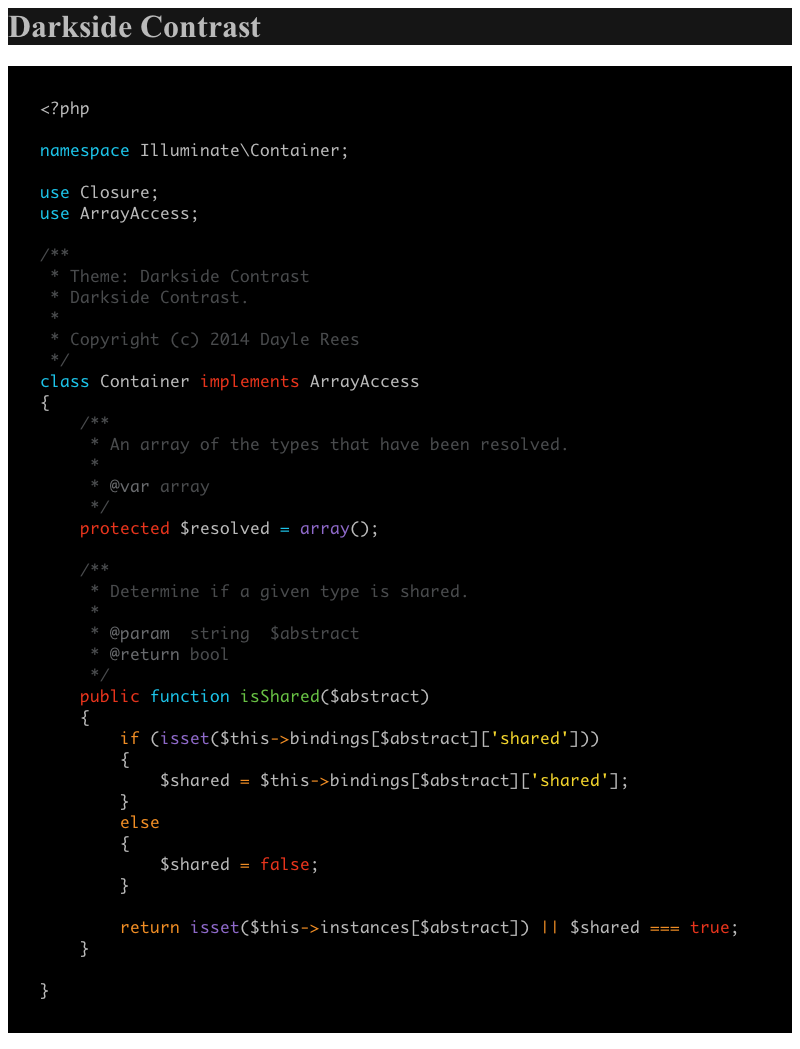 Darkside Contrast
<?php
namespace Illuminate\Container;
use Closure;
use ArrayAccess;
/**
 * Theme: Darkside Contrast
 * Darkside Contrast.
 *
 * Copyright (c) 2014 Dayle Rees
 */
class Container implements ArrayAccess
{
    /**
     * An array of the types that have been resolved.
     *
     * @var array
     */
    protected $resolved = array();
    /**
     * Determine if a given type is shared.
     *
     * @param  string  $abstract
     * @return bool
     */
    public function isShared($abstract)
    {
        if (isset($this->bindings[$abstract]['shared']))
        {
            $shared = $this->bindings[$abstract]['shared'];
        }
        else
        {
            $shared = false;
        }
        return isset($this->instances[$abstract]) || $shared === true;
    }
}